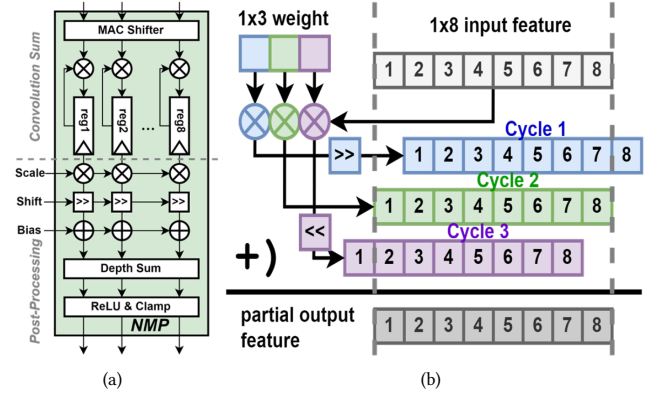 MAC Shifter
reg1
reg2
...
reg8
Convolution Sum
Scale
Shift
>>
>>
>>
Bias
Depth Sum
ReLU & Clamp
NMP
Post-Processing
(a)
1x3 weight
1x8 input feature
1 2 3 4 5 6 7 8
Cycle 1
>>
1 2 3 4 5 6 7 8
Cycle 2
1 2 3 4 5 6 7 8
<<
Cycle 3
1 2 3 4 5 6 7 8
+)
partial output
feature
1 2 3 4 5 6 7 8
(b)